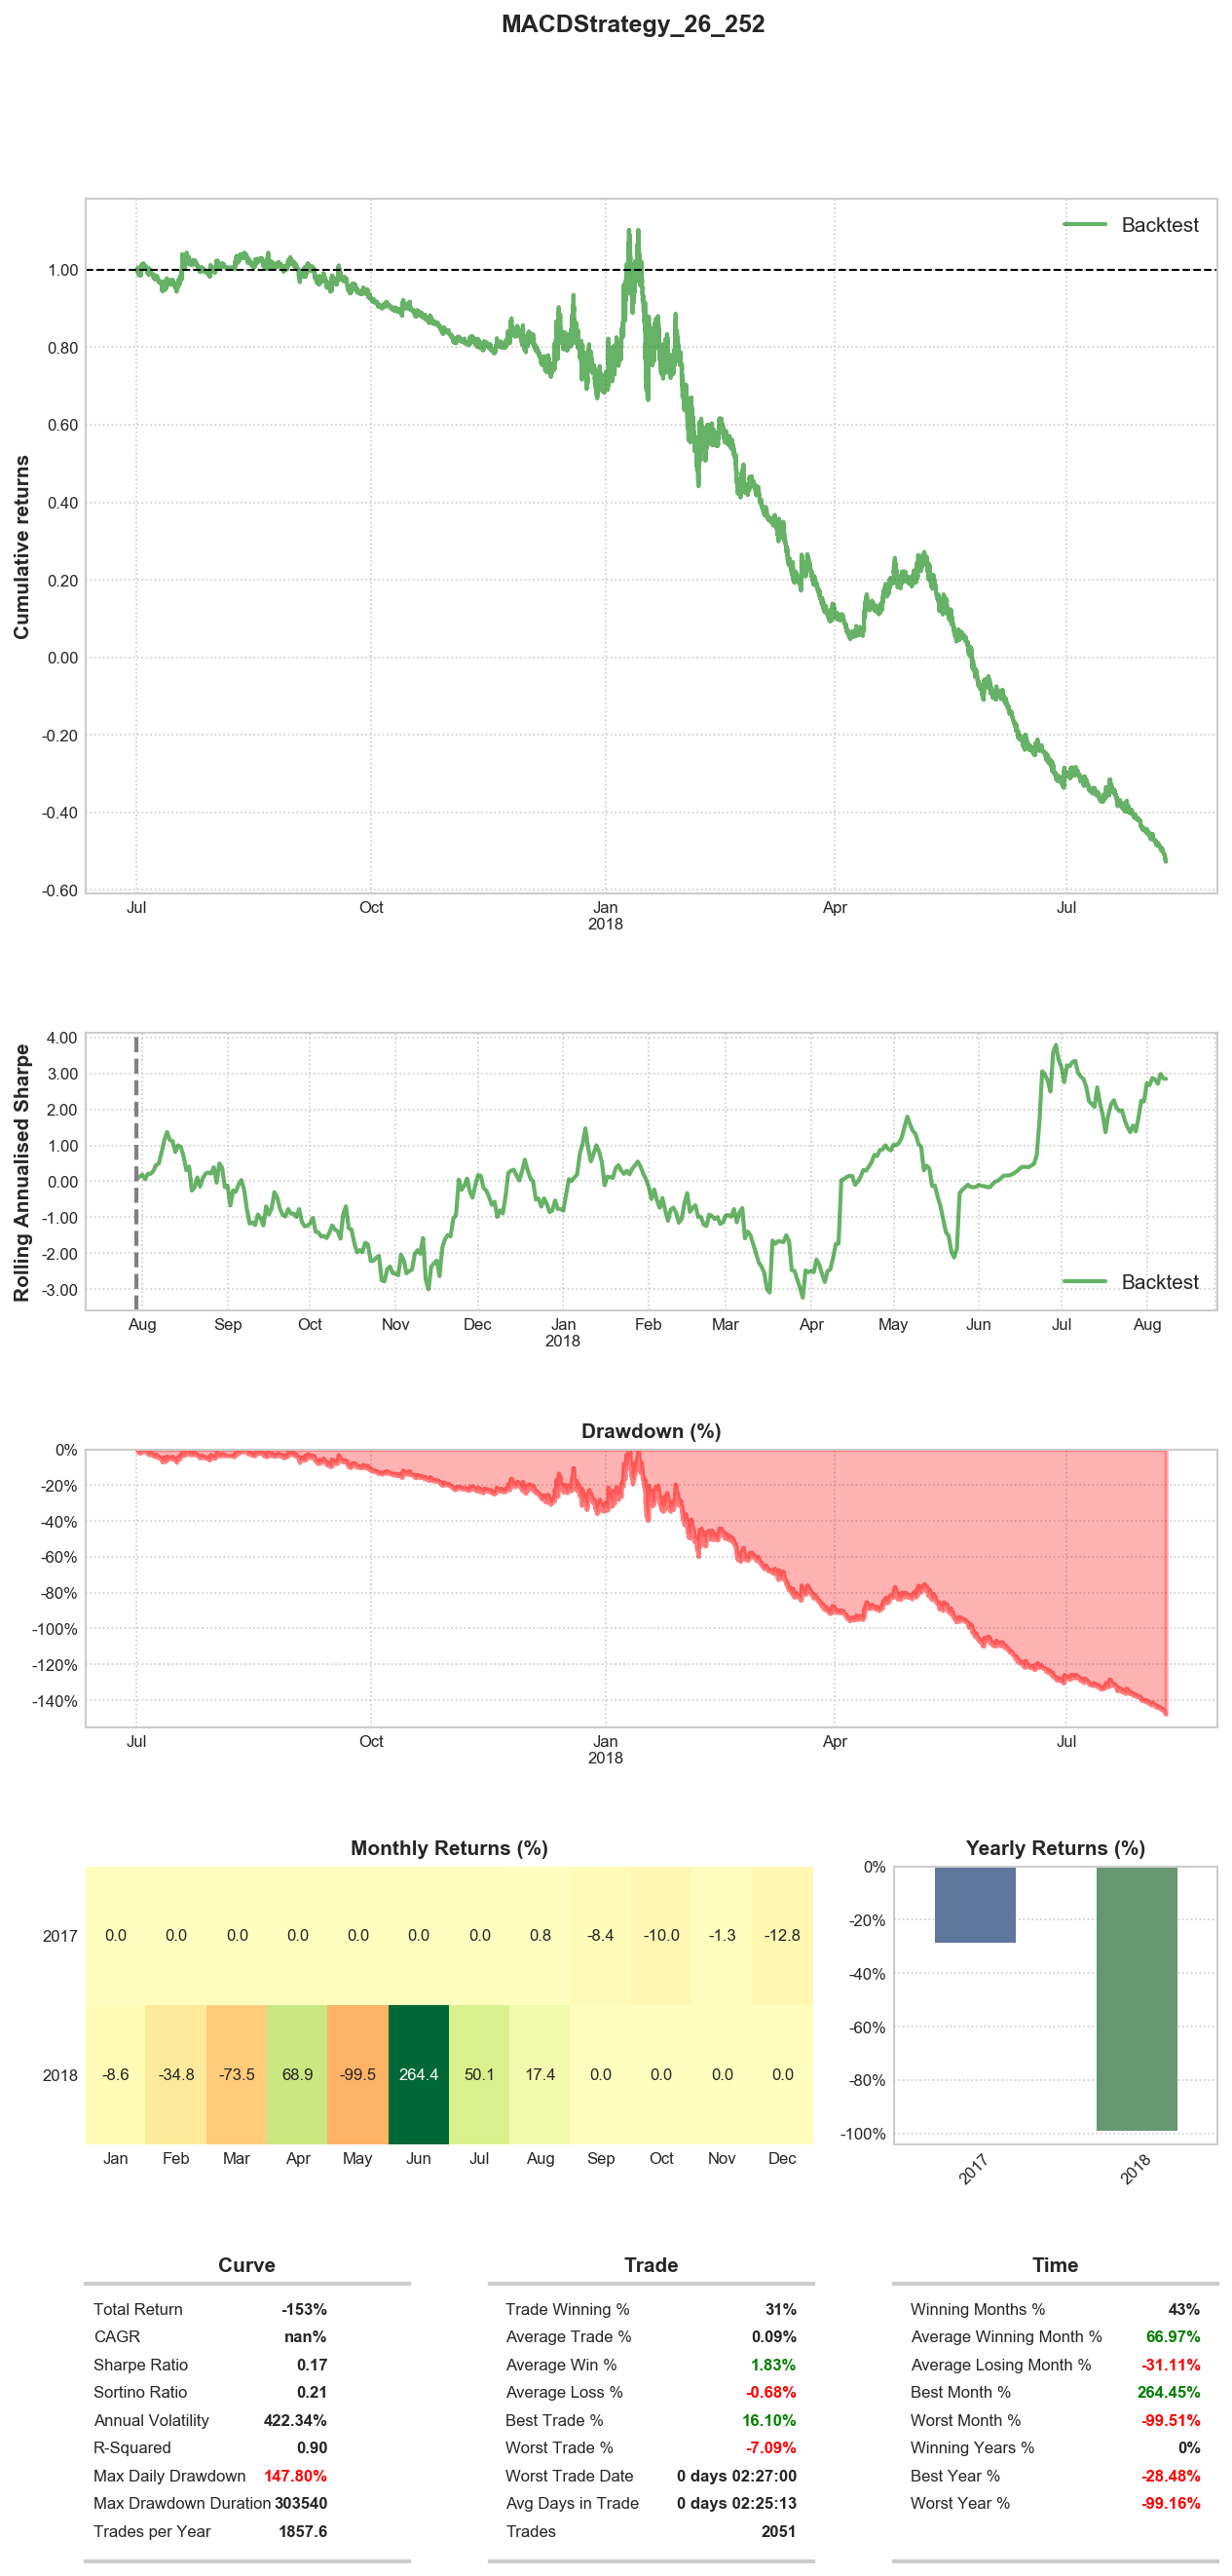 MACDStrategy_26_252
Backtest
1.00
0.80
0.60
0.40
0.20
0.00
-0.20
-0.40
-0.60
Cumulative returns
Jul Oct Jan Apr Jul
2018
4.00
3.00
2.00
1.00
0.00
-1.00
-2.00
-3.00
Rolling Annualised Sharpe
Backtest
Aug Sep Oct Nov Dec Jan Feb Mar Apr May Jun Jul Aug
2018
Drawdown (%)
0%
-20%
-40%
-60%
-80%
-100%
-120%
-140%
Jul Oct Jan Apr Jul
2018
Monthly Returns (%)
2017 0.0 0.0 0.0 0.0 0.0 0.0 0.0 0.8 -8.4 -10.0 -1.3 -12.8
2018 -8.6 -34.8 -73.5 68.9 -99.5 264.4 50.1 17.4 0.0 0.0 0.0 0.0
Jan Feb Mar Apr May Jun Jul Aug Sep Oct Nov Dec
Yearly Returns (%)
0%
-20%
-40%
-60%
-80%
-100%
2017 2018
Curve
Total Return -153%
CAGR nan%
Sharpe Ratio 0.17
Sortino Ratio 0.21
Annual Volatility 422.34%
R-Squared 0.90
Max Daily Drawdown 147.80%
Max Drawdown Duration 303540
Trades per Year 1857.6
Trade
Trade Winning % 31%
Average Trade % 0.09%
Average Win % 1.83%
Average Loss % -0.68%
Best Trade % 16.10%
Worst Trade % -7.09%
Worst Trade Date 0 days 02:27:00
Avg Days in Trade 0 days 02:25:13
Trades 2051
Time
Winning Months % 43%
Average Winning Month % 66.97%
Average Losing Month % -31.11%
Best Month % 264.45%
Worst Month % -99.51%
Winning Years % 0%
Best Year % -28.48%
Worst Year % -99.16%